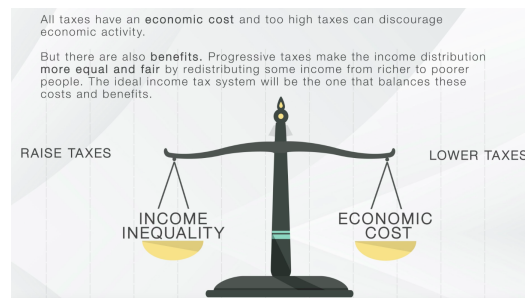 All taxes have an economic cost and too high taxes can discourage
economic activity.
But there are also benefits. Progressive taxes make the income distribution
more equal and fair by redistributing some income from richer to poorer
people. The ideal income tax system will be the one that balances these
costs and benefits.
RAISE TAXES
LOWER TAXES
INCOME
INEQUALITY
ECONOMIC
COST